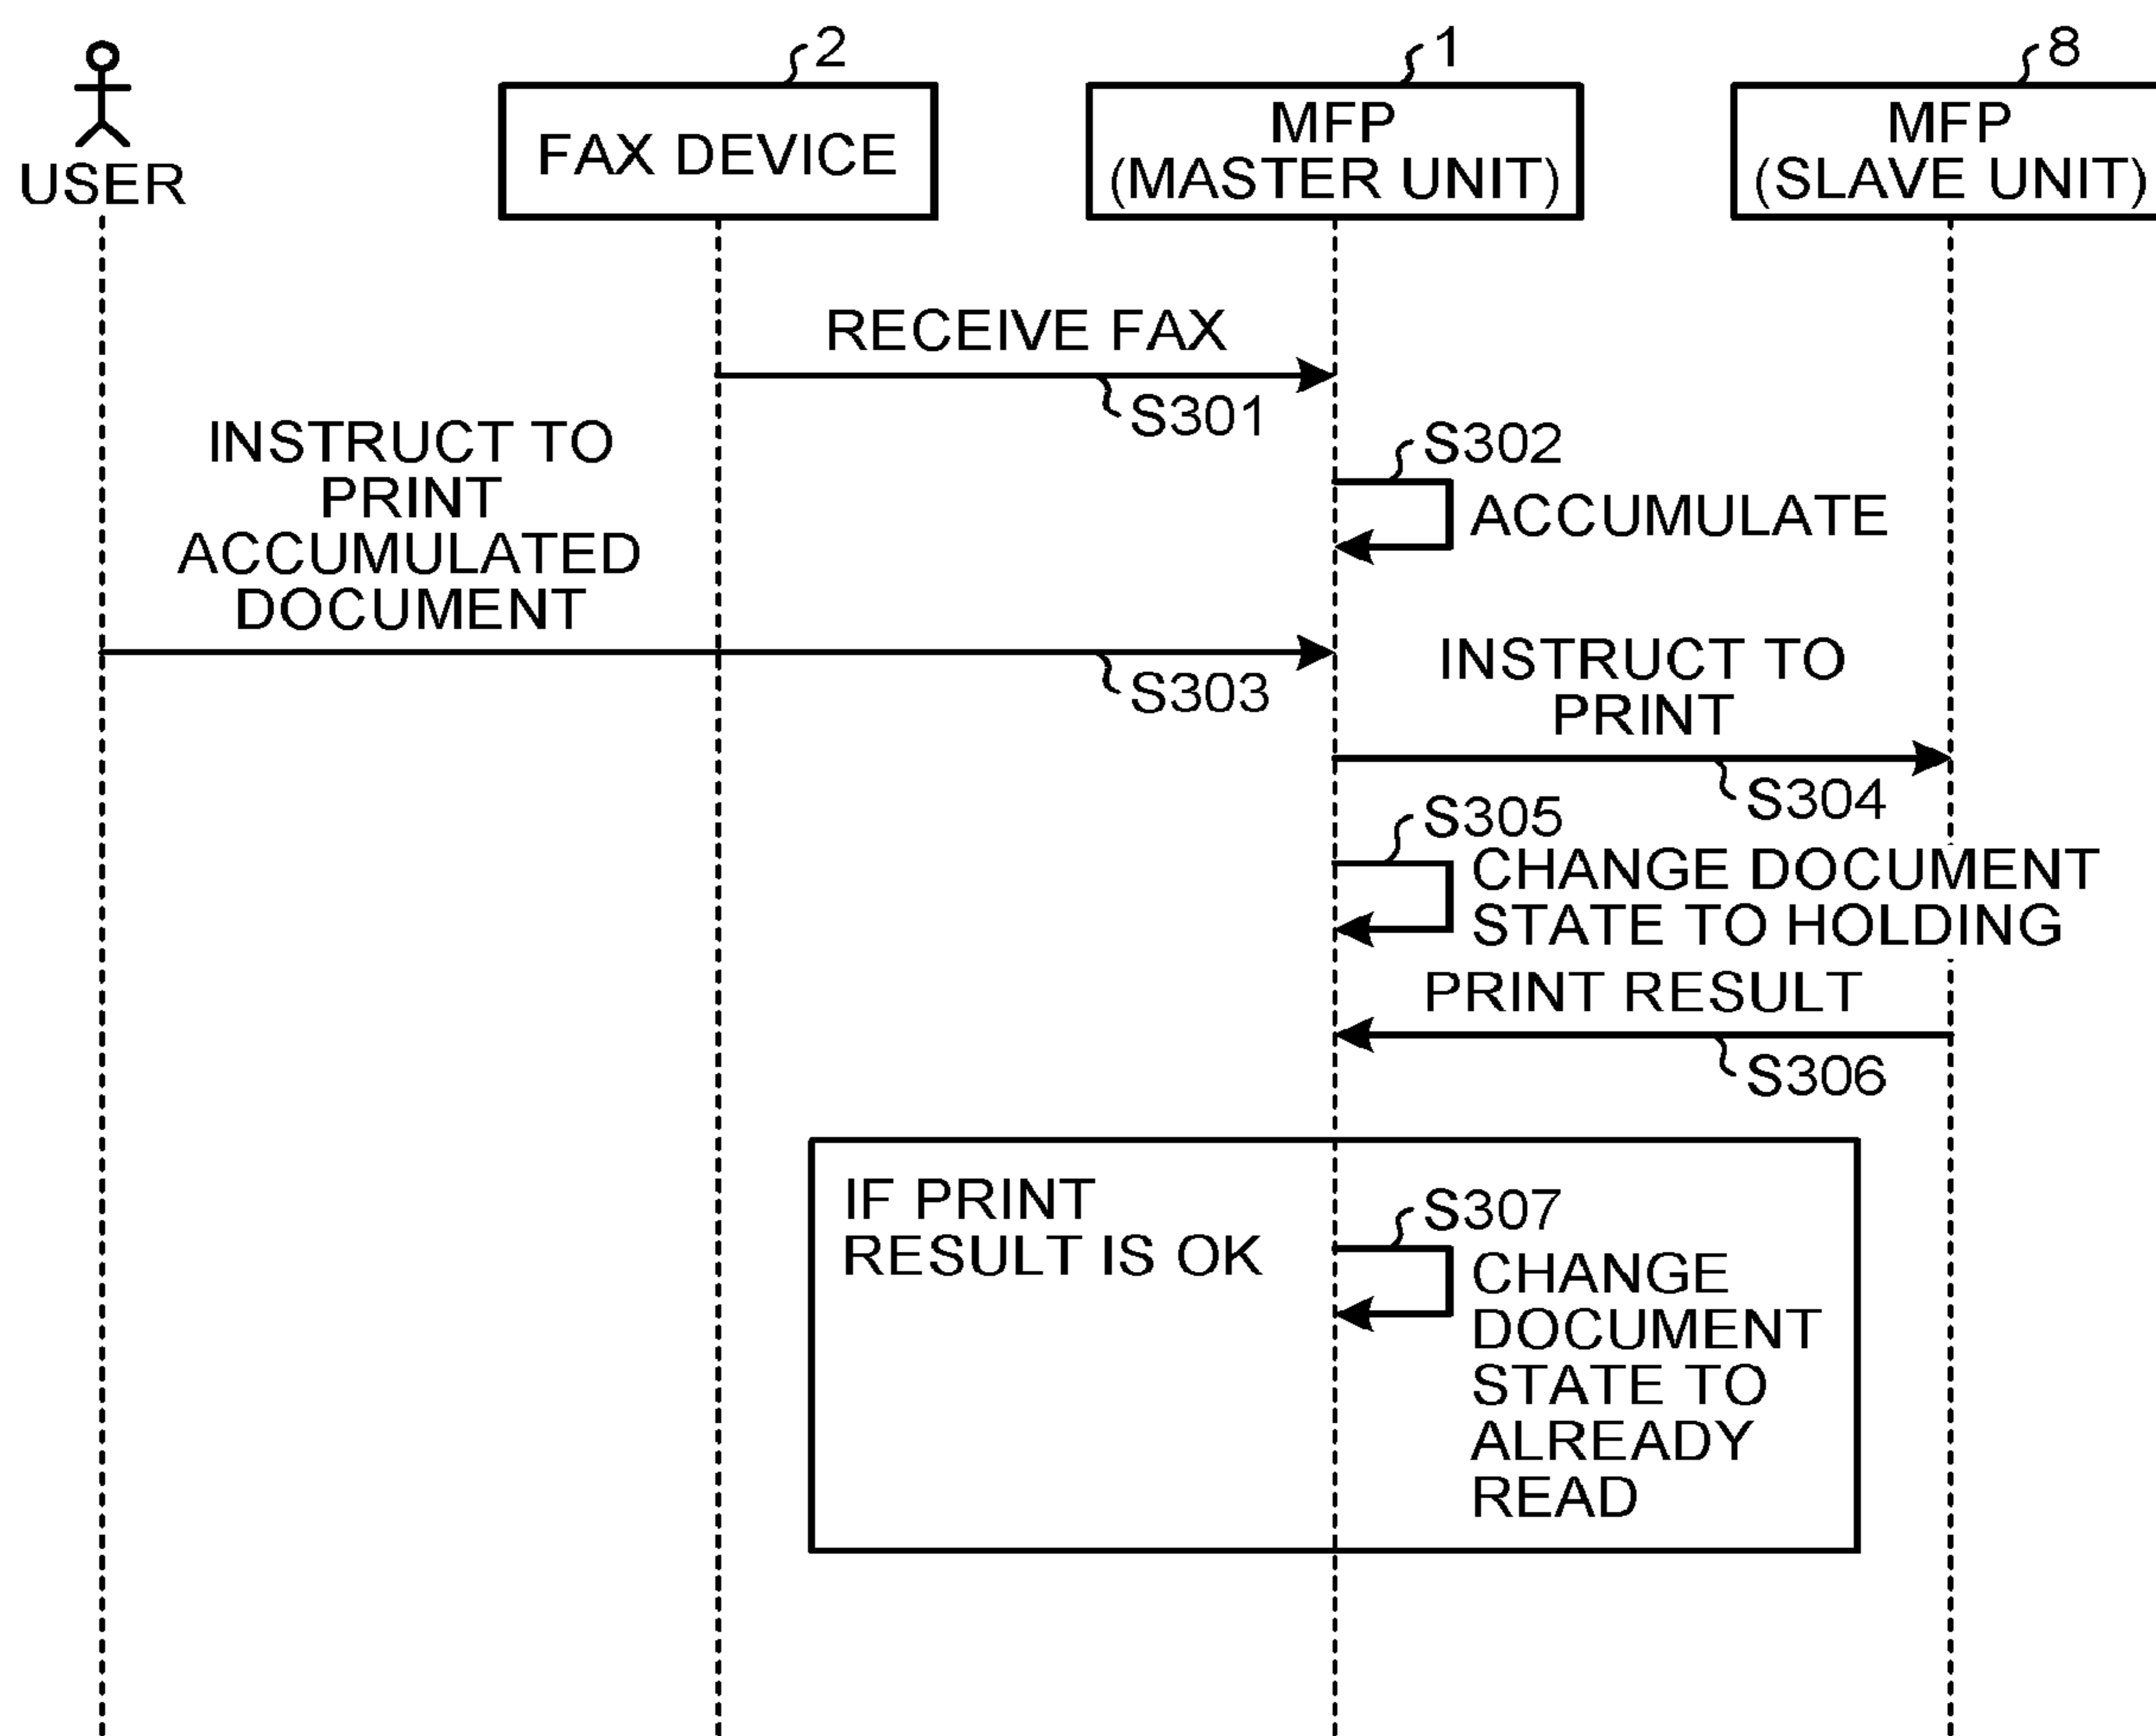 2
1
8
USER
FAX DEVICE
MFP
(MASTER UNIT)
MFP
(SLAVE UNIT)
RECEIVE FAX
S301
S302
ACCUMULATE
INSTRUCT TO
PRINT
ACCUMULATED
DOCUMENT
S303
INSTRUCT TO
PRINT
S304
S305
CHANGE DOCUMENT
STATE TO HOLDING
PRINT RESULT
S306
IF PRINT
RESULT IS OK
S307
CHANGE
DOCUMENT
STATE TO
ALREADY
READ